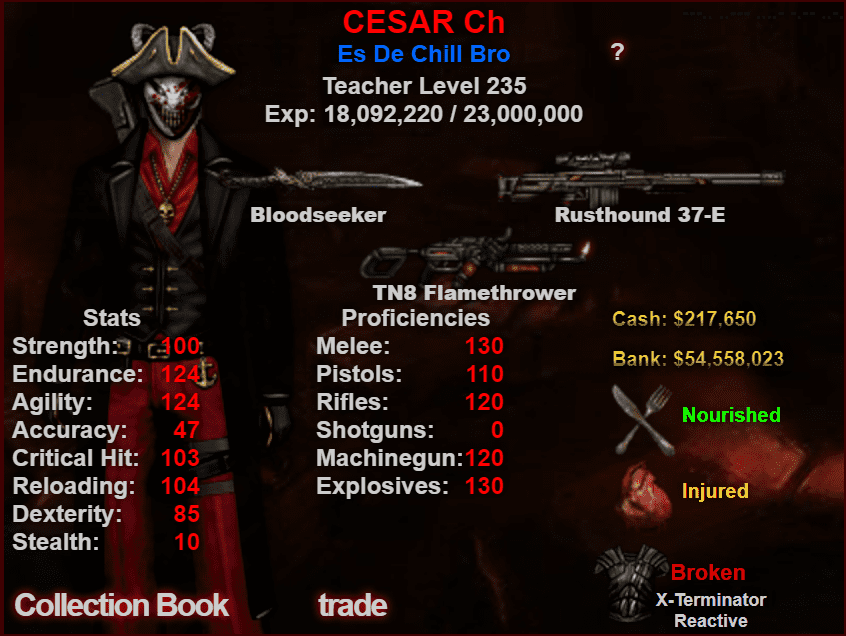 CESAR Ch
Es De Chill Bro
?
Teacher Level 235
Exp: 18,092,220 / 23,000,000
Bloodseeker
Rusthound 37-E
TN8 Flamethrower
Stats
Strength: 100
Endurance: 124
Agility: 124
Accuracy: 47
Critical Hit: 103
Reloading: 104
Dexterity: 85
Stealth: 10
Proficiencies
Melee: 130
Pistols: 110
Rifles: 120
Shotguns: 0
Machinegun: 120
Explosives: 130
Cash: $217,650
Bank: $54,558,023
Nourished
Injured
Broken
X-Terminator
Reactive
Collection Book
trade